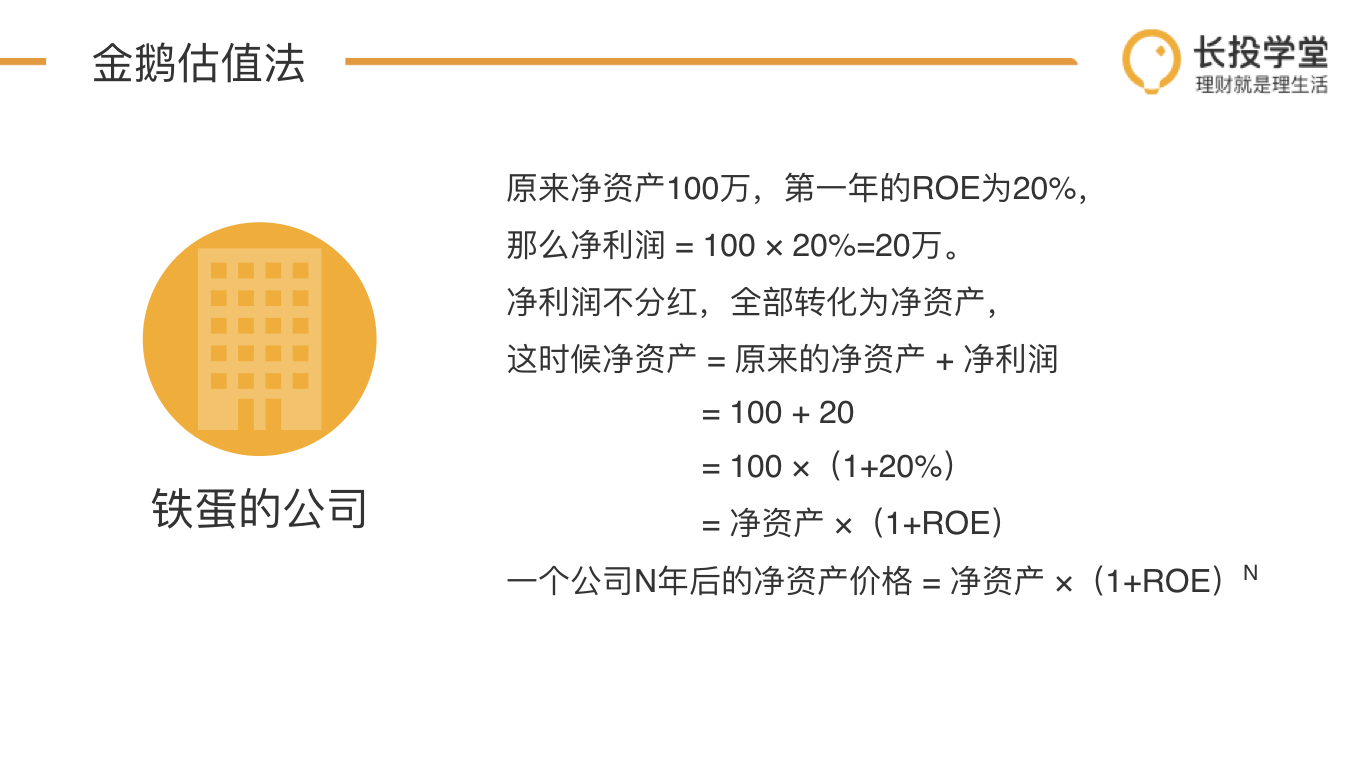 金鹅估值法
长投学堂
理财就是理生活
原来净资产100万，第一年的ROE为20%，
那么净利润 = 100 × 20%=20万。
净利润不分红，全部转化为净资产，
这时候净资产 = 原来的净资产 + 净利润
= 100 + 20
= 100 ×（1+20%）
= 净资产 ×（1+ROE）
一个公司N年后的净资产价格 = 净资产 ×（1+ROE）ᴺ
铁蛋的公司